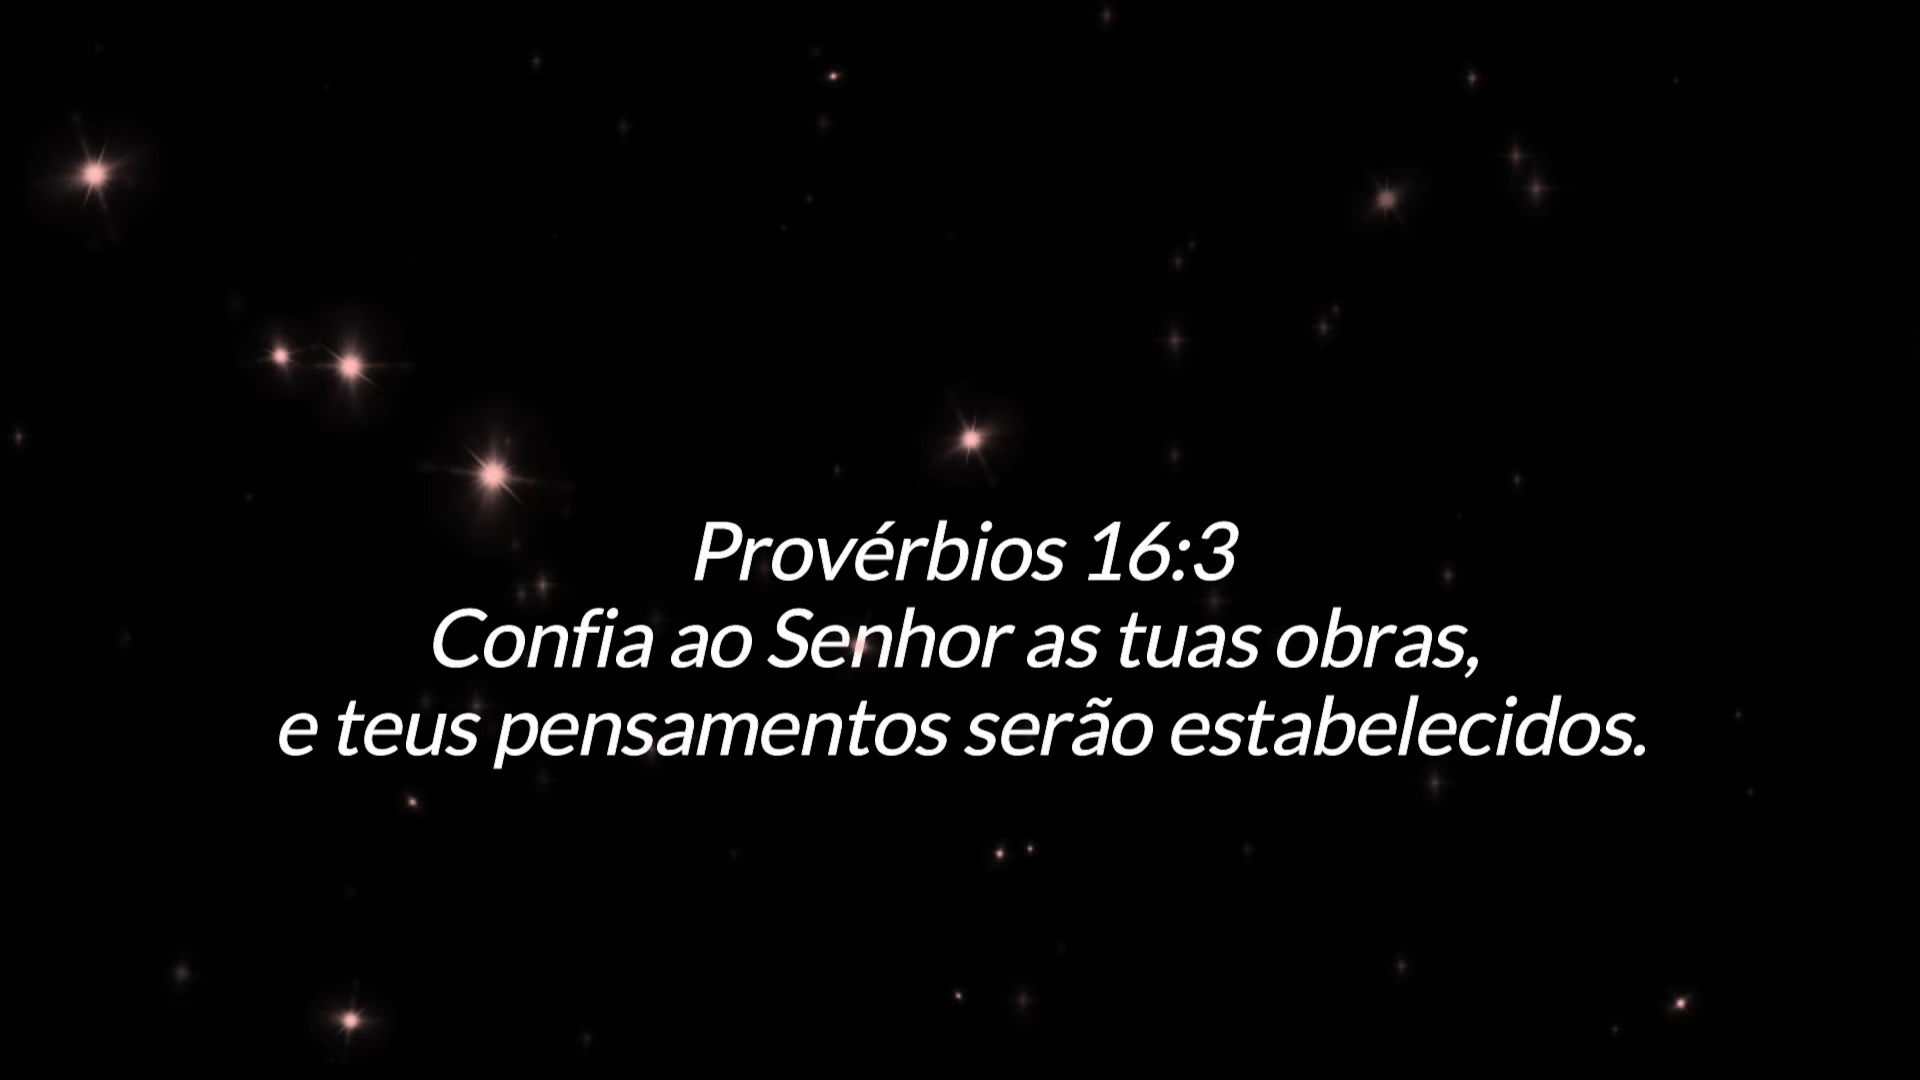 Provérbios 16:3
Confia ao Senhor as tuas obras,
e teus pensamentos serão estabelecidos.